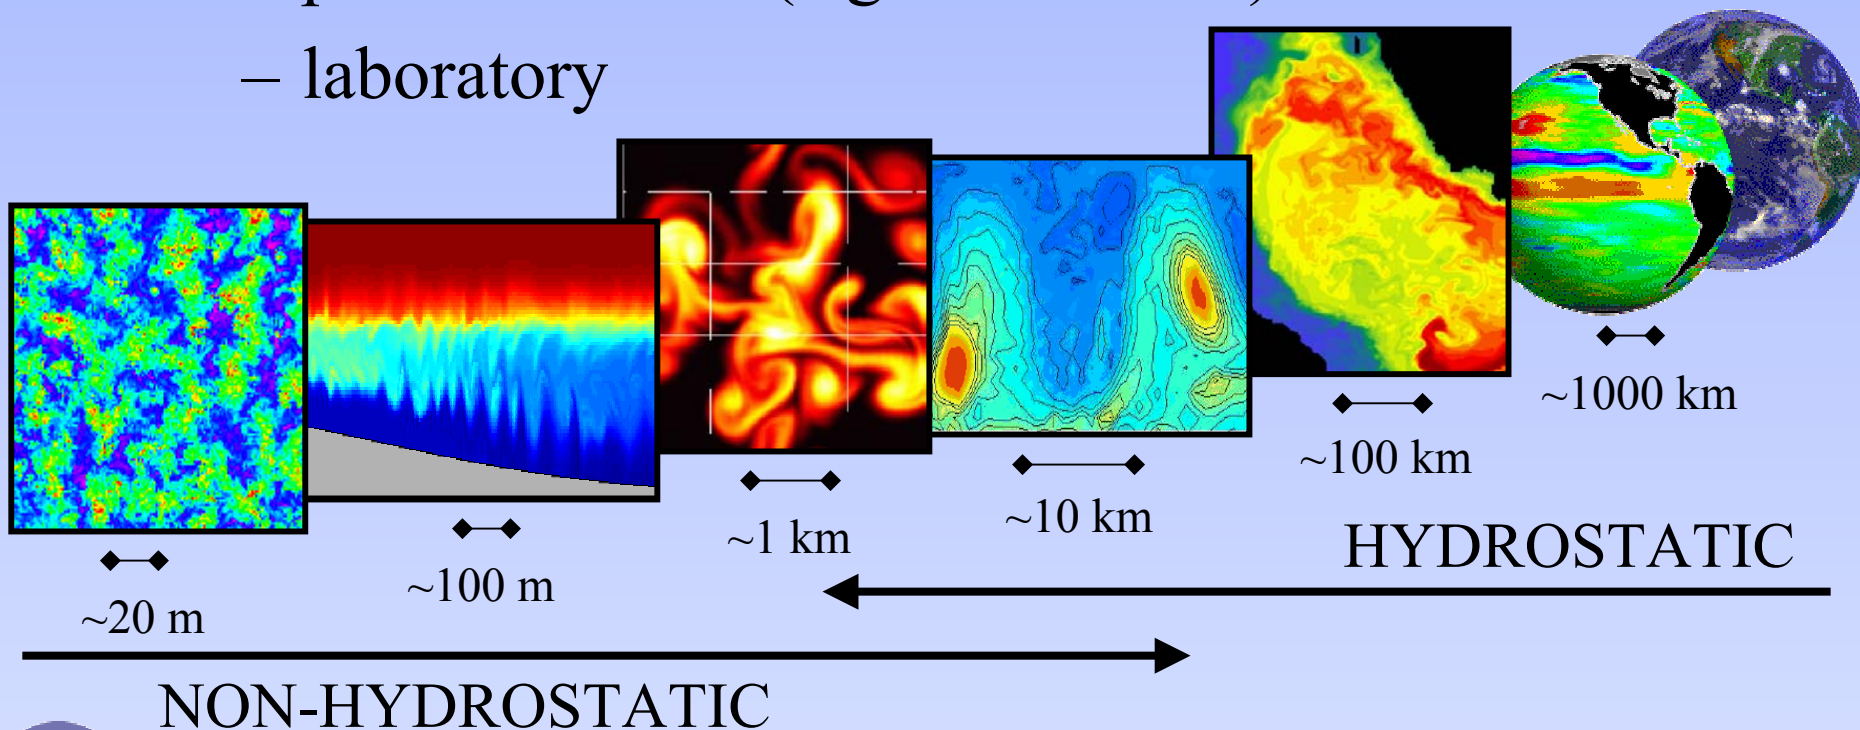 – laboratory
~1000 km
~100 km
~10 km
~1 km
~100 m
~20 m
HYDROSTATIC
NON-HYDROSTATIC